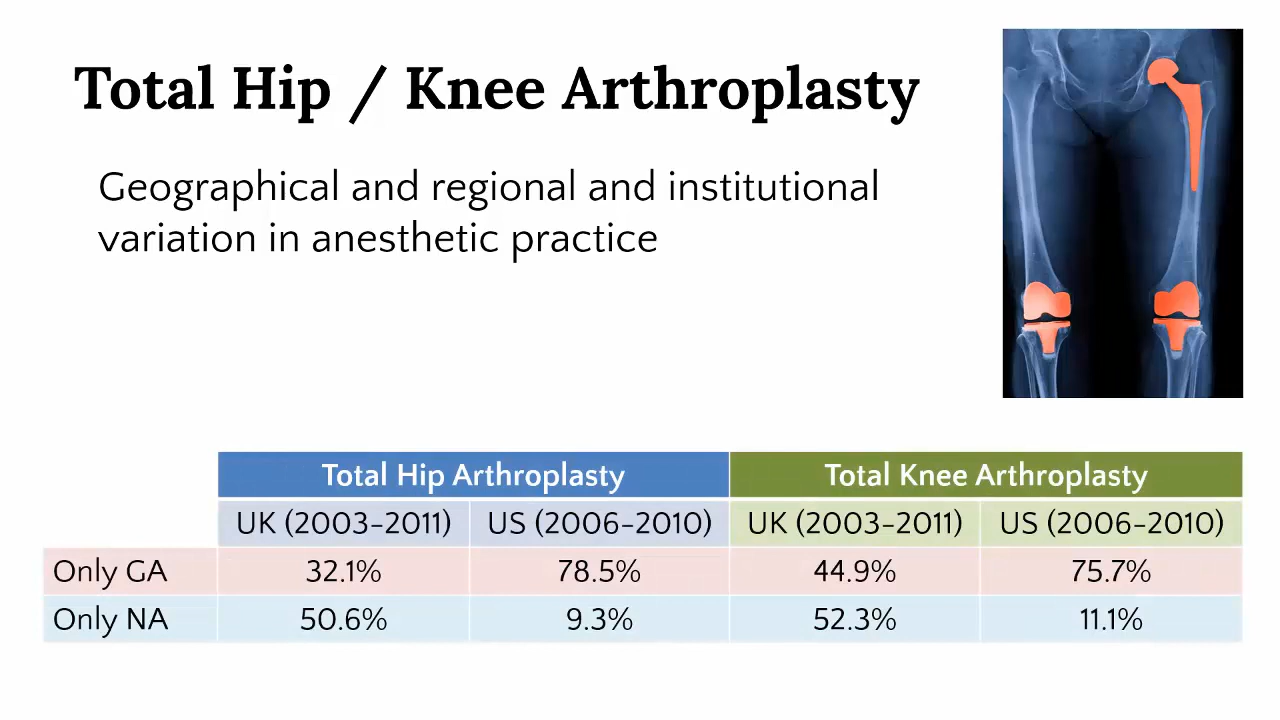 Total Hip / Knee Arthroplasty
Geographical and regional and institutional
variation in anesthetic practice
Total Hip Arthroplasty Total Knee Arthroplasty
UK (2003-2011) US (2006-2010) UK (2003-2011) US (2006-2010)
Only GA 32.1% 78.5% 44.9% 75.7%
Only NA 50.6% 9.3% 52.3% 11.1%